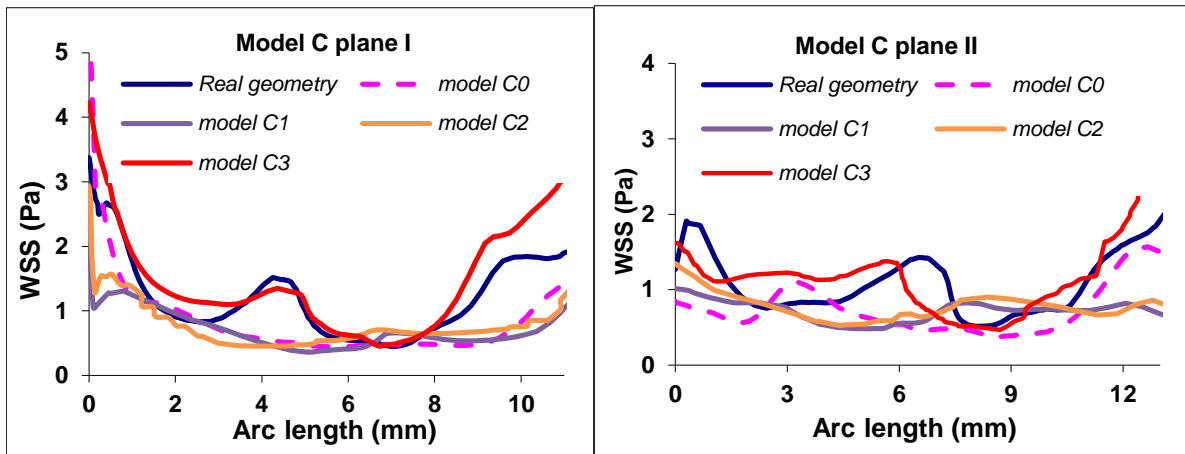 Model C plane I
Real geometry
model C0
model C1
model C2
model C3
WSS (Pa)
5
4
3
2
1
0
0 2 4 6 8 10
Arc length (mm)
Model C plane II
Real geometry
model C0
model C1
model C2
model C3
WSS (Pa)
4
3
2
1
0
0 3 6 9 12
Arc length (mm)